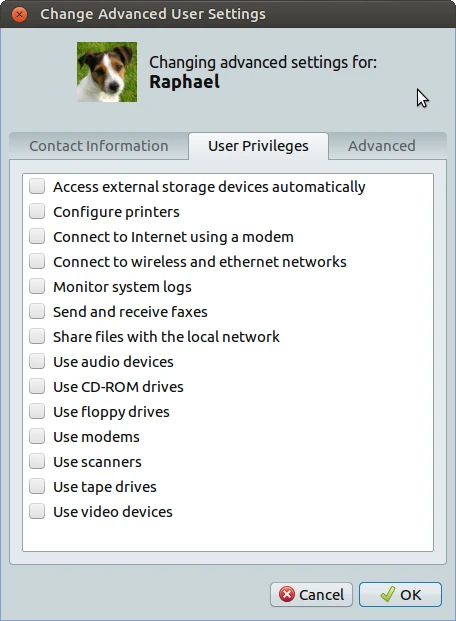 Change Advanced User Settings
Changing advanced settings for:
Raphael
Contact Information
User Privileges
Advanced
Access external storage devices automatically
Configure printers
Connect to Internet using a modem
Connect to wireless and ethernet networks
Monitor system logs
Send and receive faxes
Share files with the local network
Use audio devices
Use CD-ROM drives
Use floppy drives
Use modems
Use scanners
Use tape drives
Use video devices
Cancel
OK